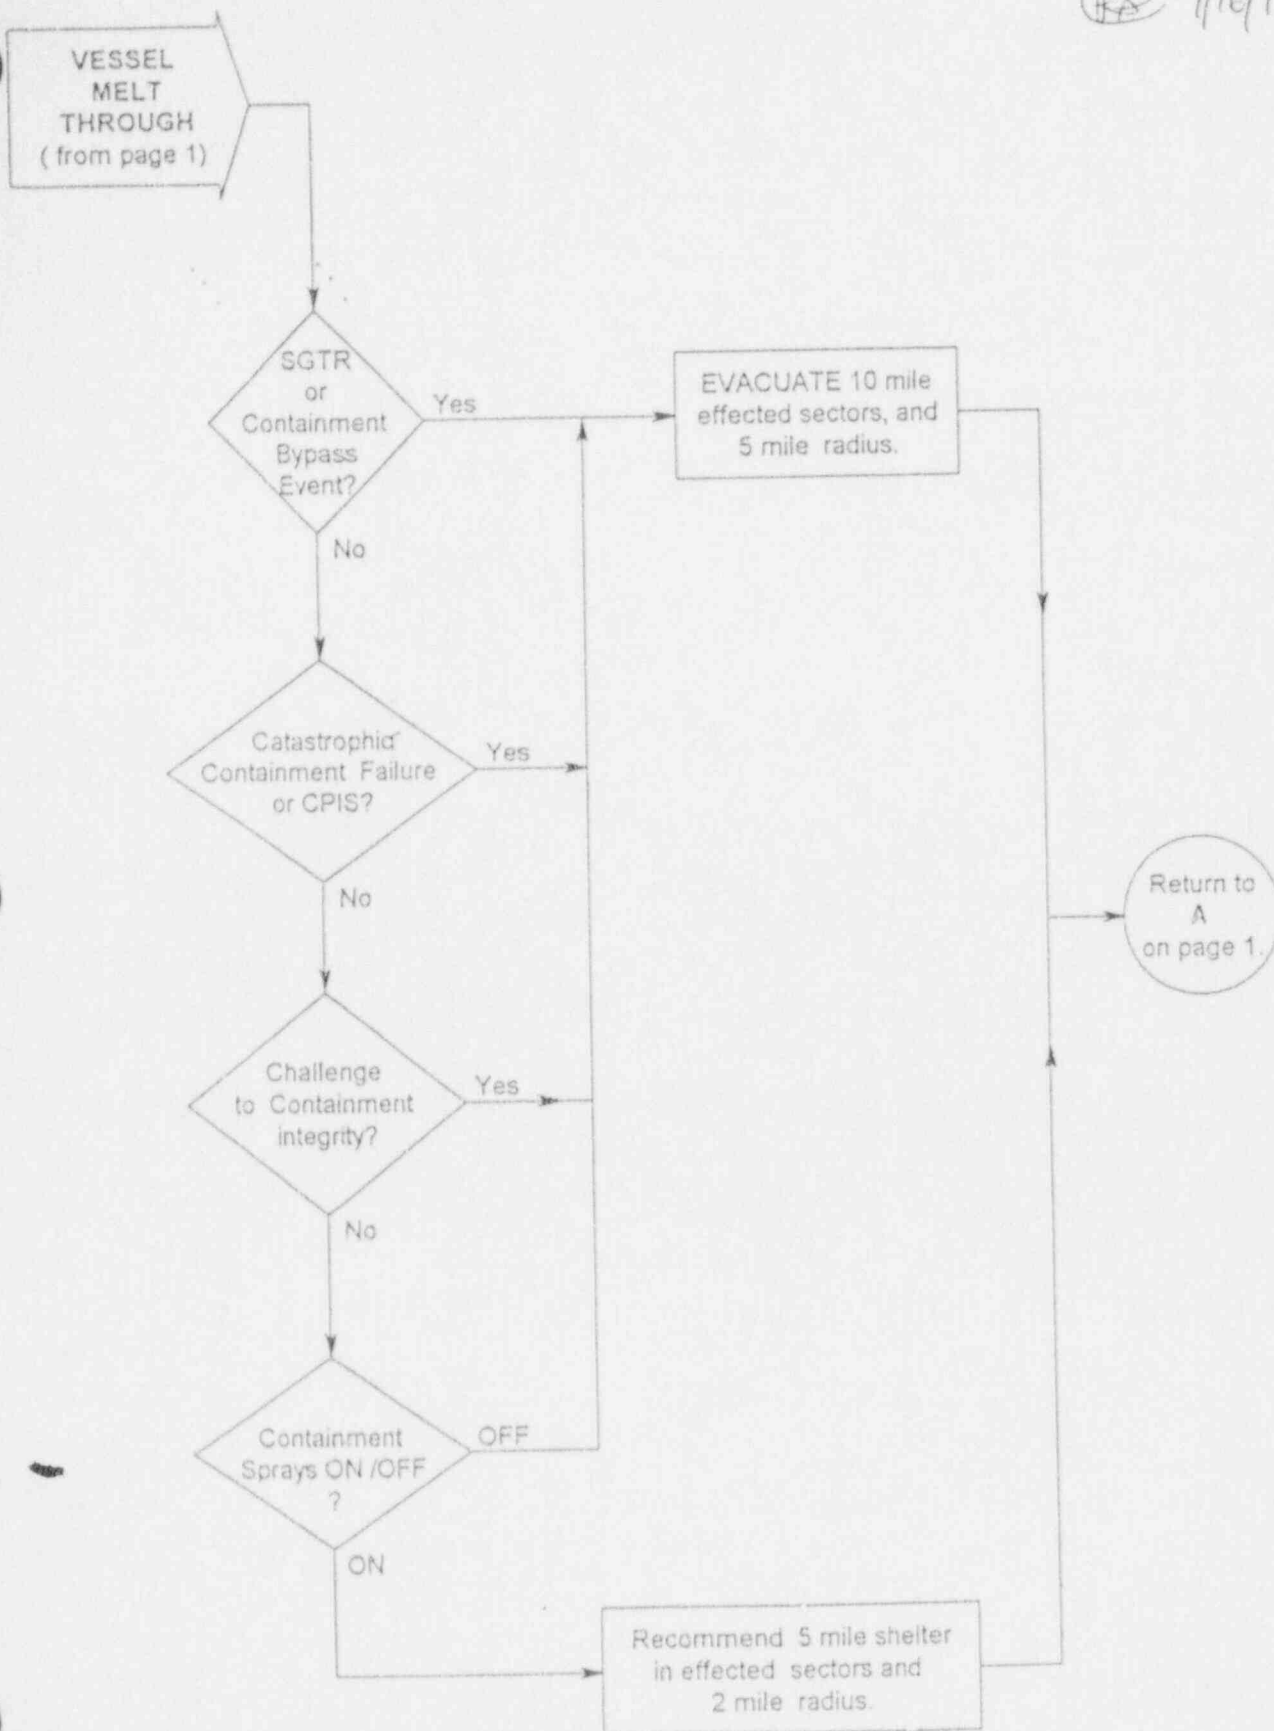 VESSEL
MELT
THROUGH
( from page 1)
SGTR
or
Containment
Bypass
Event?
Yes
No
EVACUATE 10 mile
effected sectors, and
5 mile radius.
Catastrophic
Containment Failure
or CPIS?
Yes
No
Return to
A
on page 1.
Challenge
to Containment
integrity?
Yes
No
Containment
Sprays ON /OFF
?
OFF
ON
Recommend 5 mile shelter
in effected sectors and
2 mile radius.